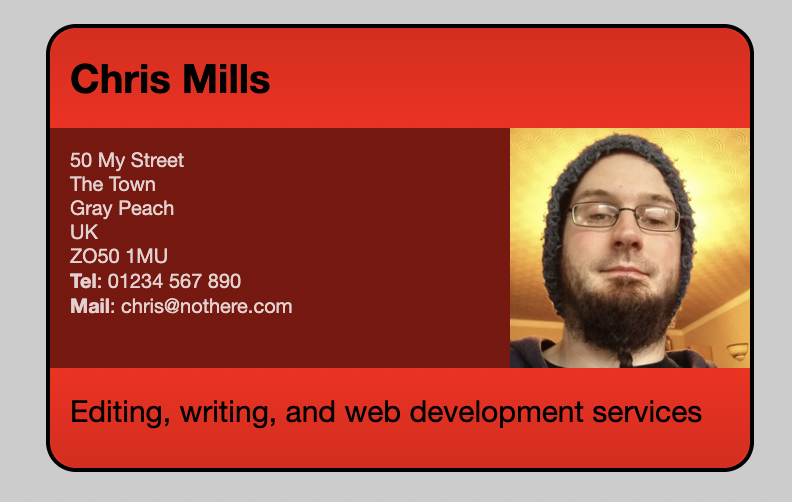 Chris Mills
50 My Street
The Town
Gray Peach
UK
ZO50 1MU
Tel: 01234 567 890
Mail: chris@nothere.com
Editing, writing, and web development services